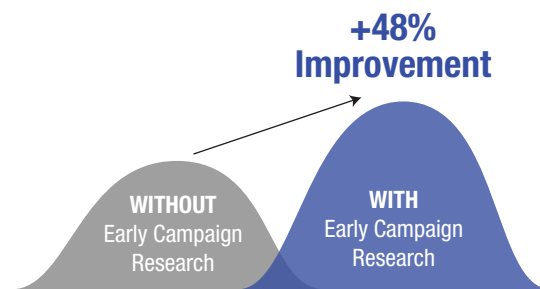 +48%
Improvement
WITHOUT
Early Campaign
Research
WITH
Early Campaign
Research